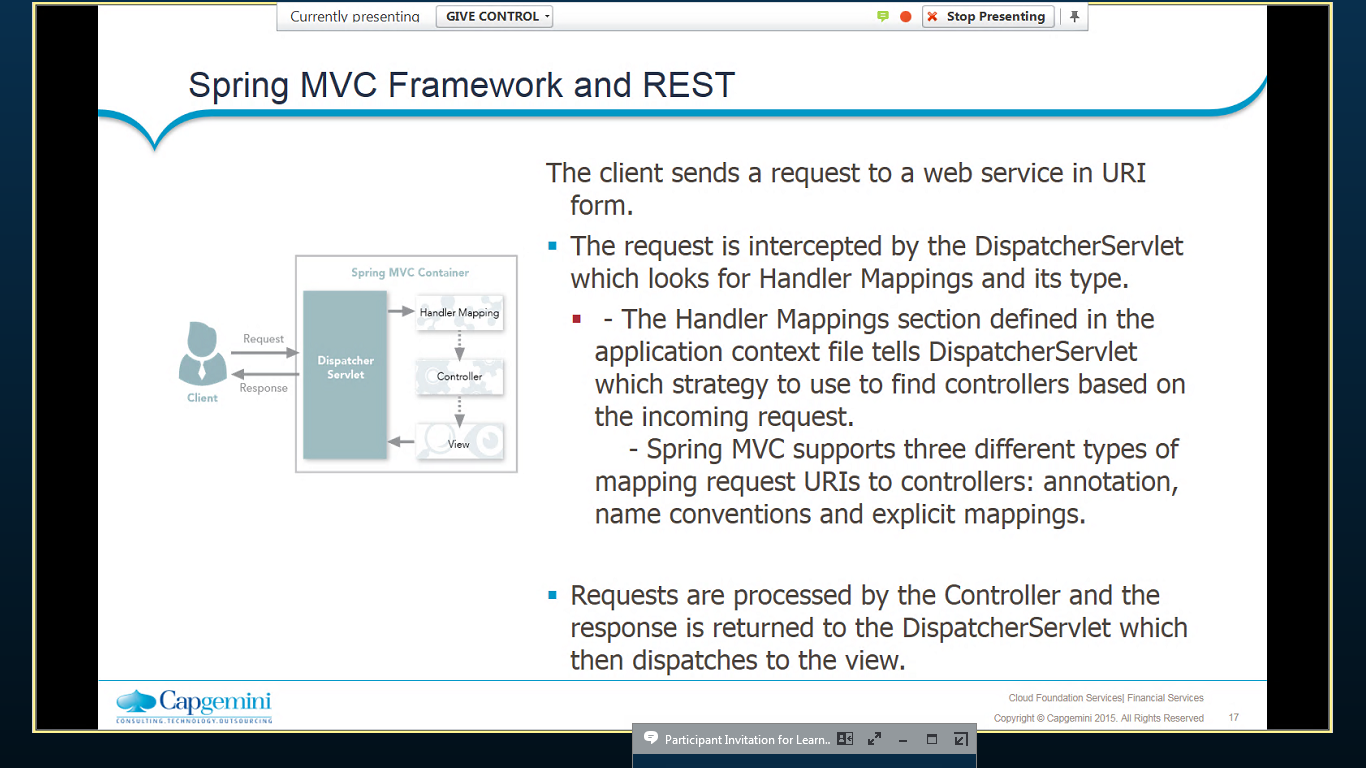 Currently presenting
GIVE CONTROL
Stop Presenting
Spring MVC Framework and REST
The client sends a request to a web service in URI
form.
The request is intercepted by the DispatcherServlet
which looks for Handler Mappings and its type.
- The Handler Mappings section defined in the
application context file tells DispatcherServlet
which strategy to use to find controllers based on
the incoming request.
- Spring MVC supports three different types of
mapping request URIs to controllers: annotation,
name conventions and explicit mappings.
Requests are processed by the Controller and the
response is returned to the DispatcherServlet which
then dispatches to the view.
Spring MVC Container
Handler Mapping
Request
Dispatcher
Servlet
Controller
Response
Client
View
Capgemini
CONSULTING.TECHNOLOGY.OUTSOURCING
Cloud Foundation Services| Financial Services
Copyright © Capgemini 2015. All Rights Reserved
17
Participant Invitation for Learn..